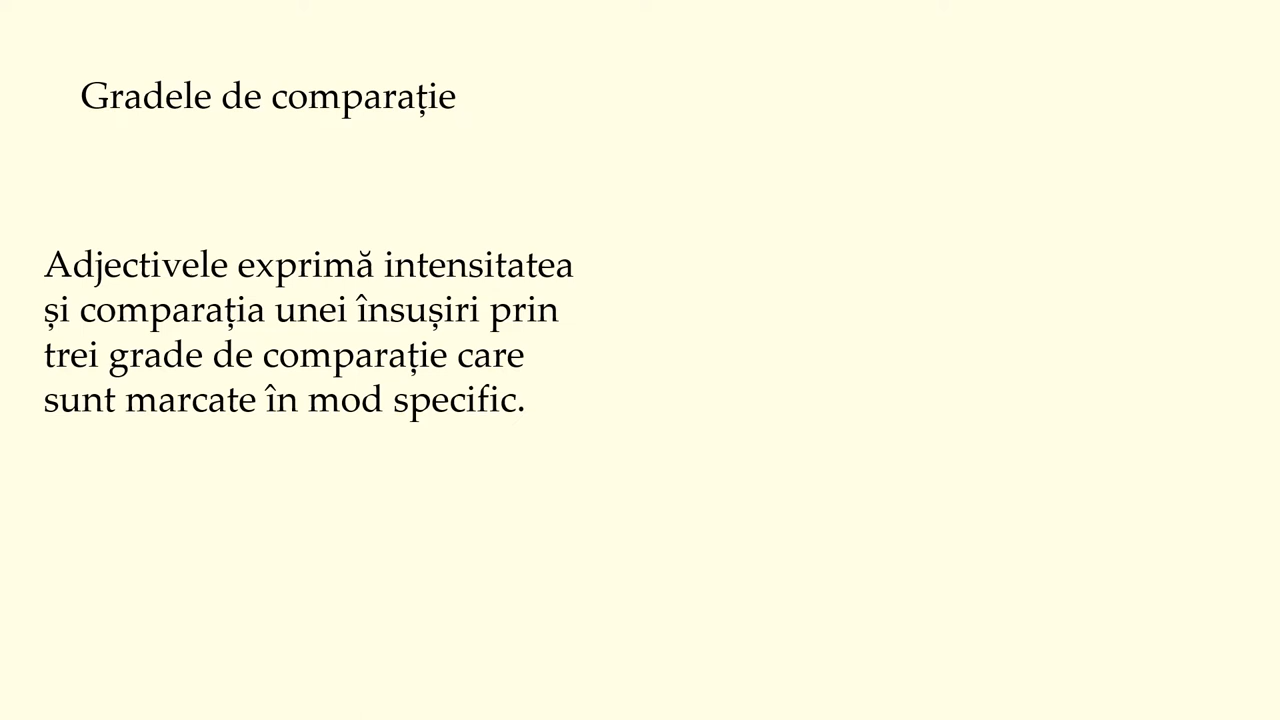 Gradele de comparație
Adjectivele exprimă intensitatea
și comparația unei însușiri prin
trei grade de comparație care
sunt marcate în mod specific.